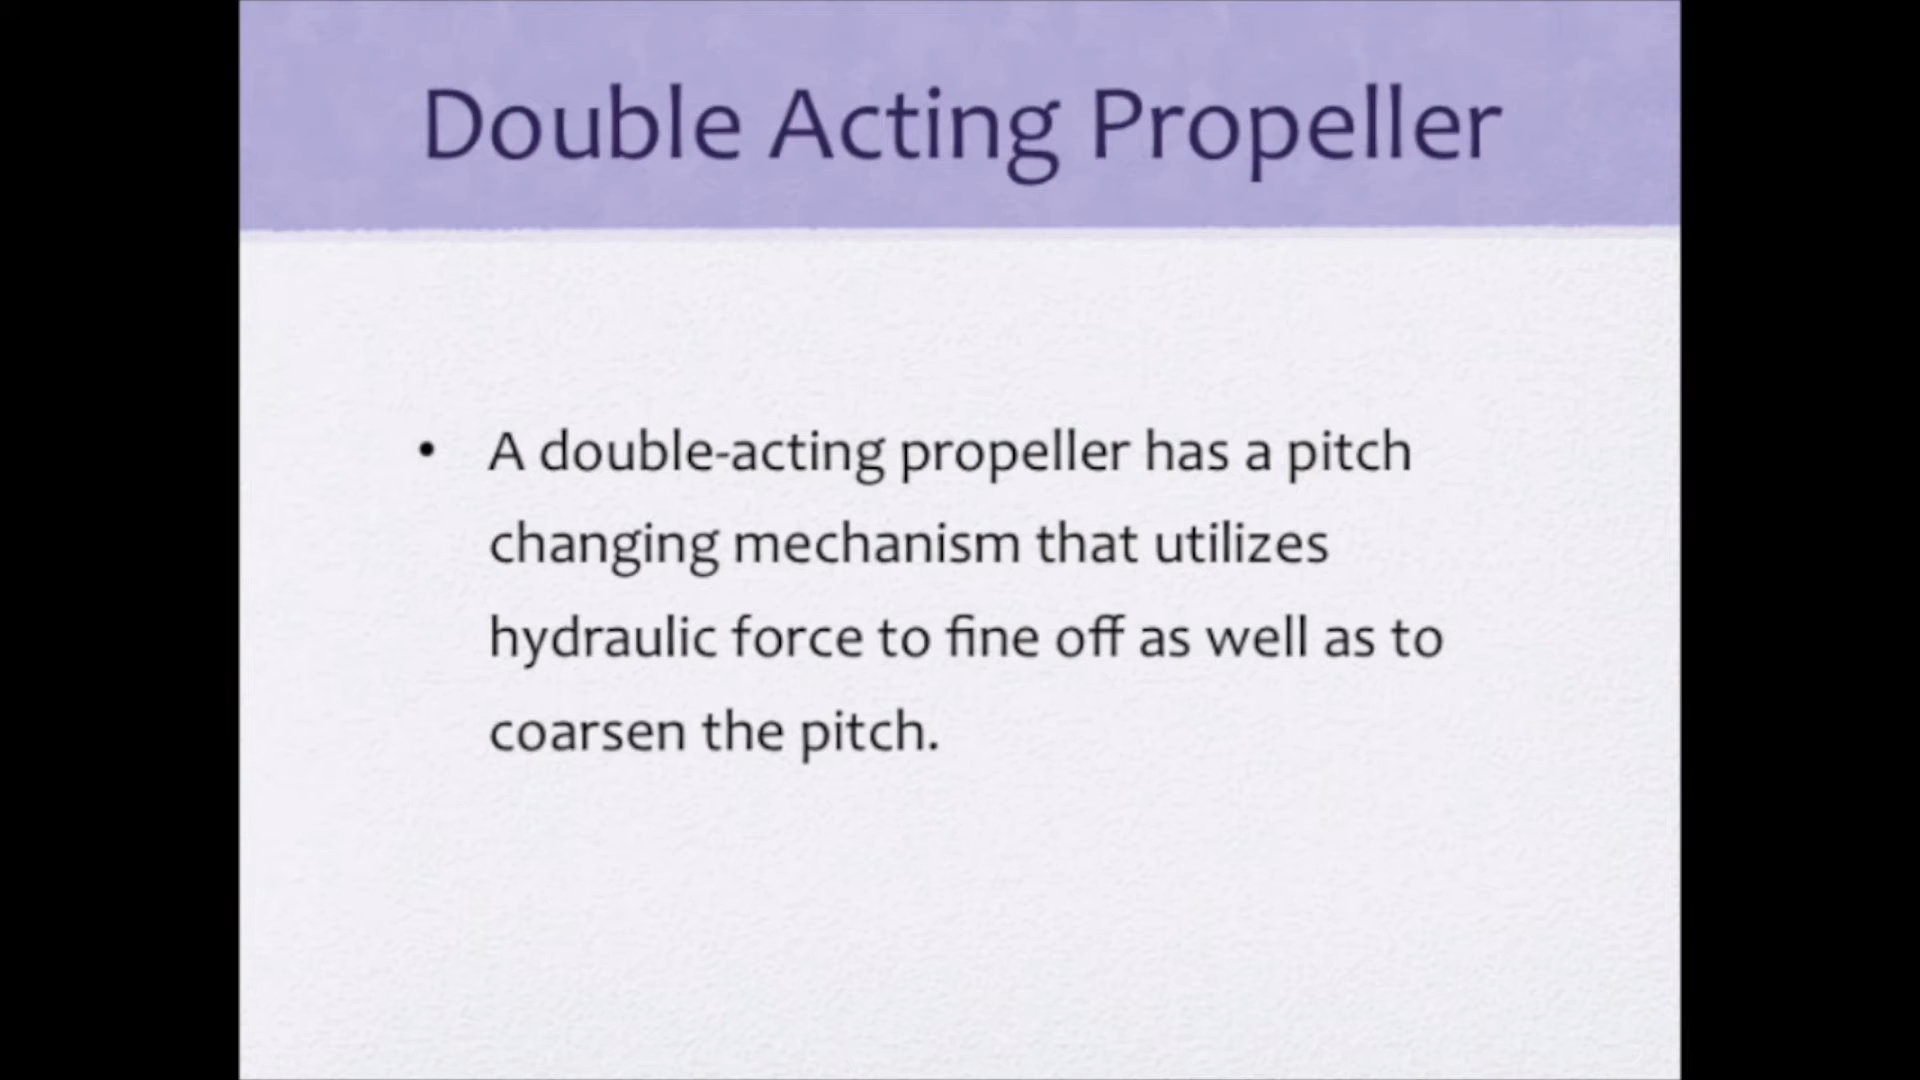 Double Acting Propeller
• A double-acting propeller has a pitch
changing mechanism that utilizes
hydraulic force to fine off as well as to
coarsen the pitch.